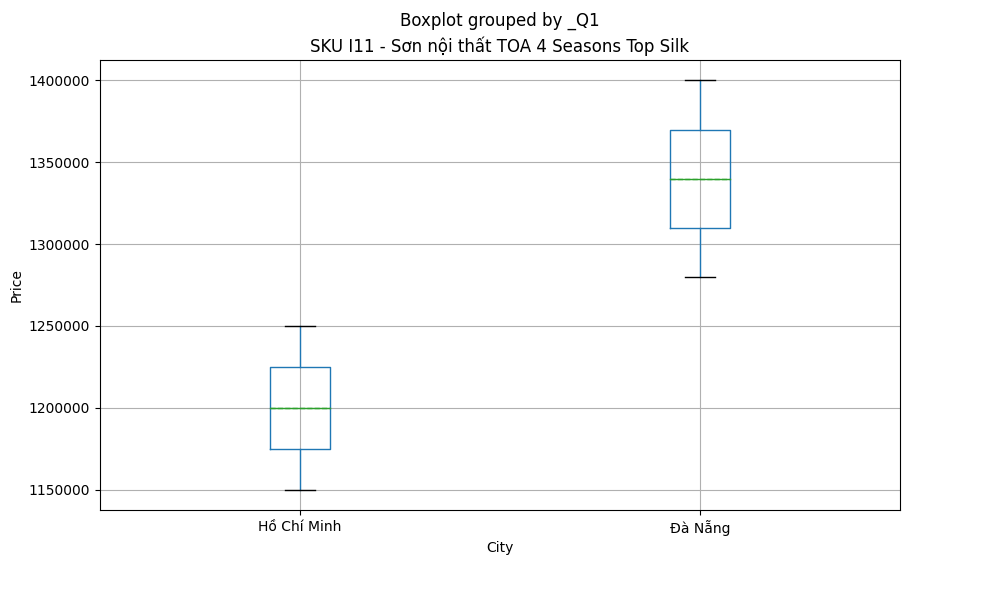 Boxplot grouped by _Q1
SKU I11 - Sơn nội thất TOA 4 Seasons Top Silk
1400000
1350000
1300000
1250000
1200000
1150000
Price
Hồ Chí Minh
Đà Nẵng
City